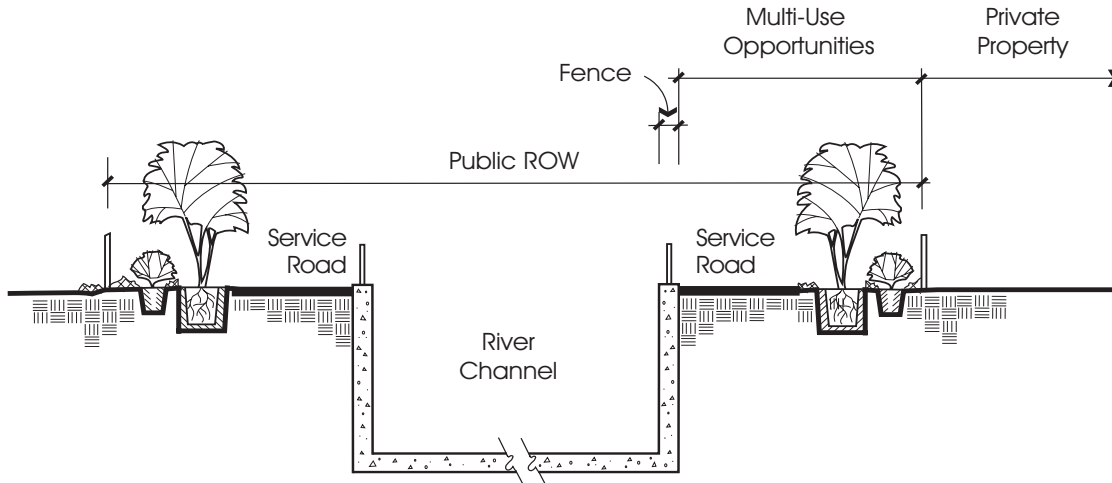 Multi-Use
Opportunities
Private
Property
Fence
Public ROW
Service
Road
Service
Road
River
Channel